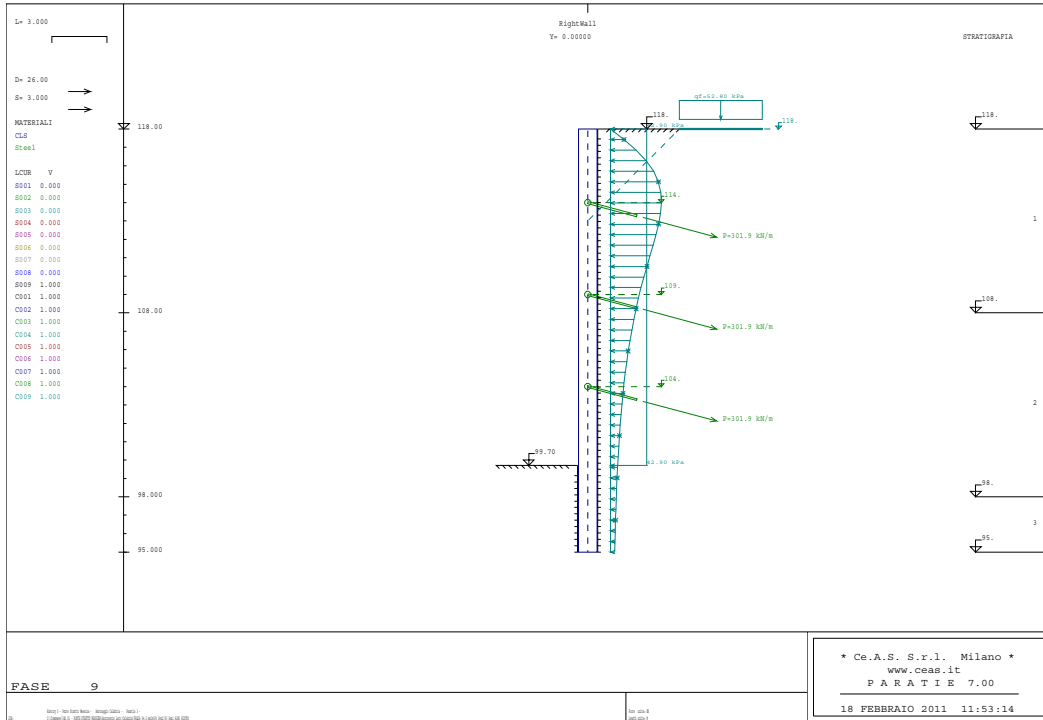 L= 3.000
D= 26.00
S= 3.000
MATERIALI
CLS
Steel
LCUR V
S001 0.000
S002 0.000
S003 0.000
S004 0.000
S005 0.000
S006 0.000
S007 0.000
S008 0.000
S009 1.000
C001 1.000
C002 1.000
C003 1.000
C004 1.000
C005 1.000
C006 1.000
C007 1.000
C008 1.000
C009 1.000
118.00
108.00
98.000
95.000
RightWall
Y= 0.00000
qf=52.80 kPa
118.
118.
114.
P=301.9 kN/m
109.
P=301.9 kN/m
104.
P=301.9 kN/m
99.70
42.90 kPa
STRATIGRAFIA
118.
1
108.
2
98.
3
95.
FASE 9
* Ce.A.S. S.r.l. Milano *
www.ceas.it
P A R A T I E 7.00
18 FEBBRAIO 2011 11:53:14